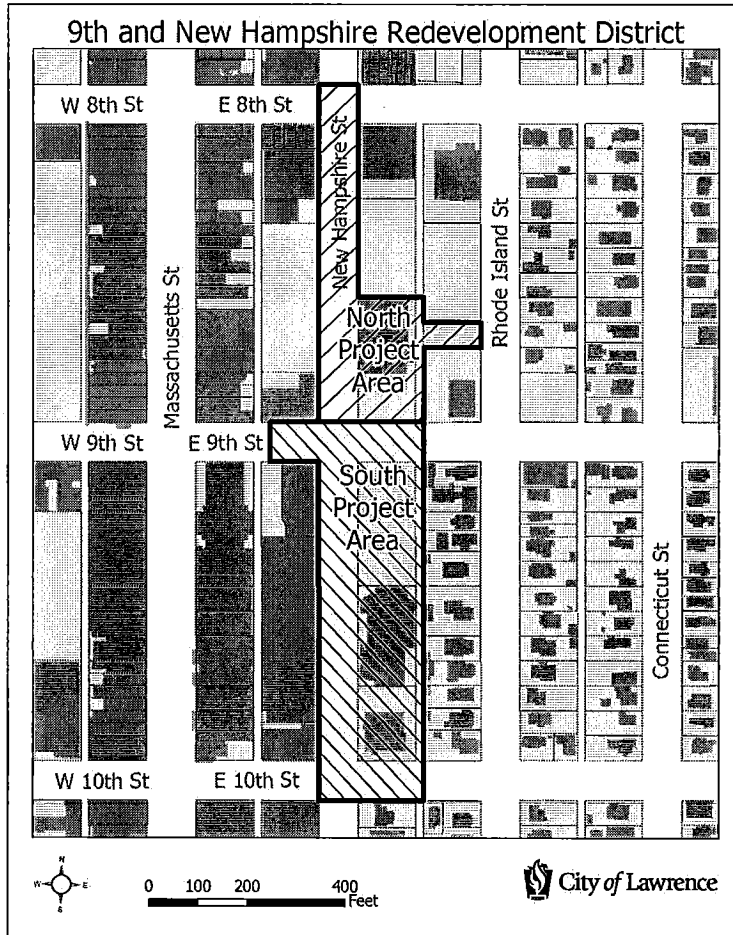 9th and New Hampshire Redevelopment District
W 8th St
E 8th St
New Hampshire St
Massachusetts St
Rhode Island St
North
Project
Area
W 9th St
E 9th St
South
Project
Area
Connecticut St
W 10th St
E 10th St
N
W E
S
0 100 200 400
Feet
City of Lawrence